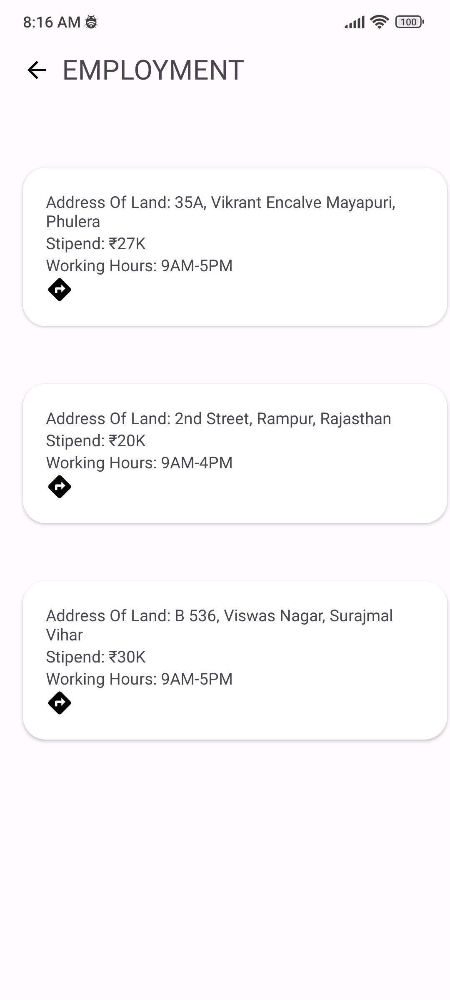 8:16 AM
100
EMPLOYMENT
Address Of Land: 35A, Vikrant Encalve Mayapuri,
Phulera
Stipend: ₹27K
Working Hours: 9AM-5PM
Address Of Land: 2nd Street, Rampur, Rajasthan
Stipend: ₹20K
Working Hours: 9AM-4PM
Address Of Land: B 536, Viswas Nagar, Surajmal
Vihar
Stipend: ₹30K
Working Hours: 9AM-5PM